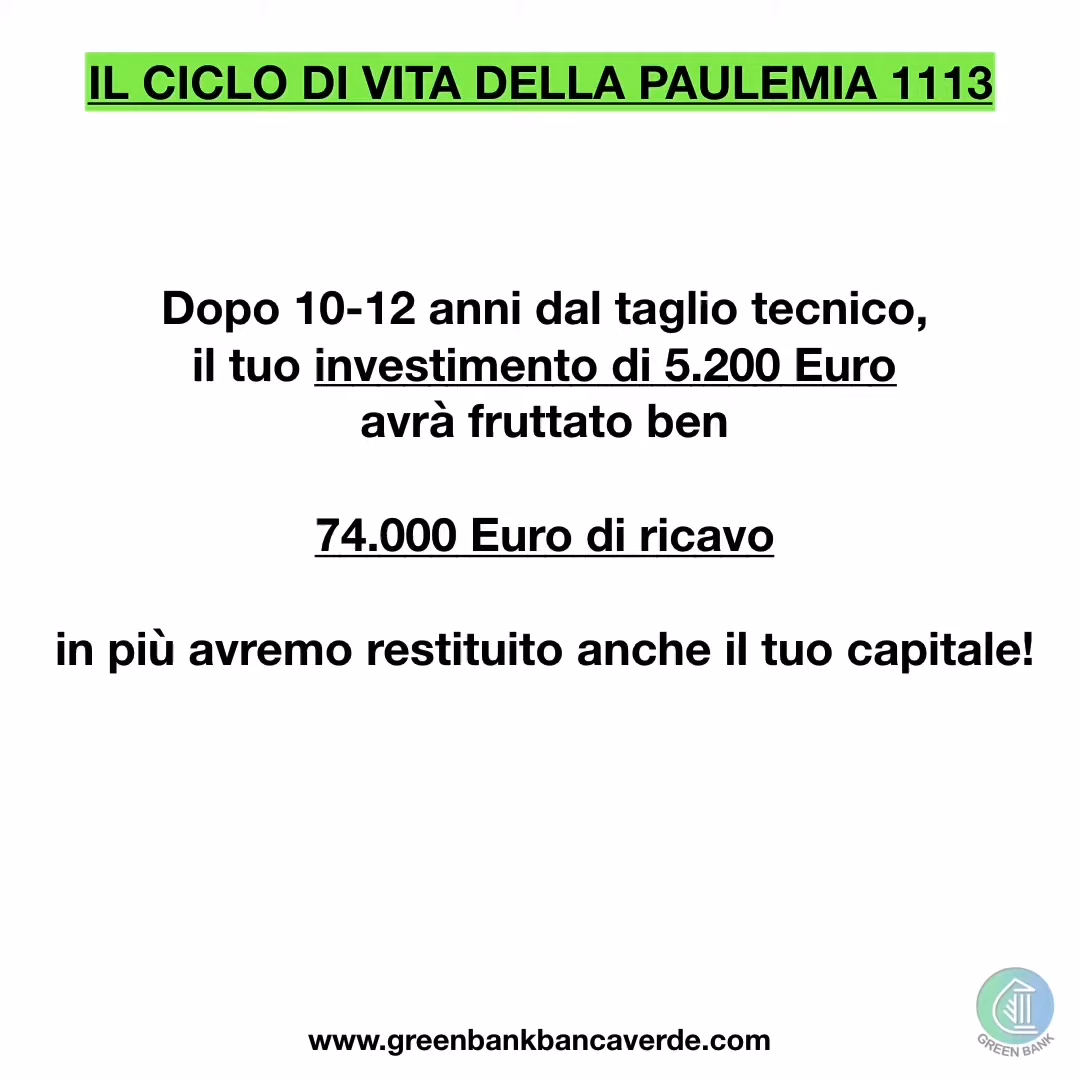 IL CICLO DI VITA DELLA PAULEMIA 1113
Dopo 10-12 anni dal taglio tecnico,
il tuo investimento di 5.200 Euro
avrà fruttato ben
74.000 Euro di ricavo
in più avremo restituito anche il tuo capitale!
www.greenbankbancaverde.com
GREEN BANK